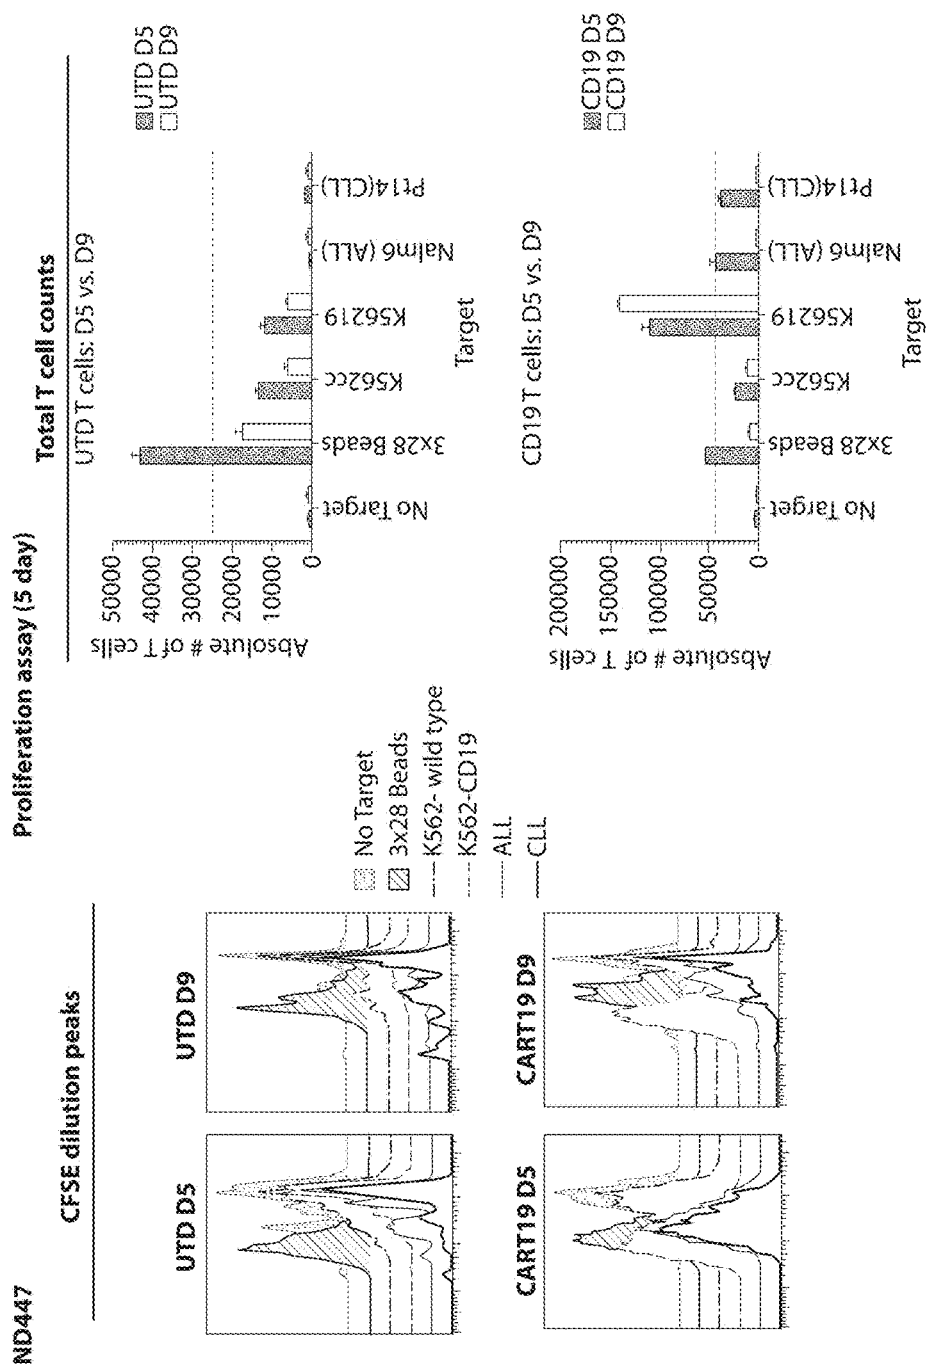 ND447
Proliferation assay (5 day)
CFSE dilution peaks
UTD D5
UTD D9
CART19 D5
CART19 D9
No Target
3x28 Beads
K562- wild type
K562-CD19
ALL
CLL
Total T cell counts
UTD T cells: D5 vs. D9
Absolute # of T cells
50000
40000
30000
20000
10000
0
No Target
3x28 Beads
K562cc
K56219
Nalm6 (ALL)
Pt14(CLL)
Target
UTD D5
UTD D9
CD19 T cells: D5 vs. D9
Absolute # of T cells
200000
150000
100000
50000
0
No Target
3x28 Beads
K562cc
K56219
Nalm6 (ALL)
Pt14(CLL)
Target
CD19 D5
CD19 D9